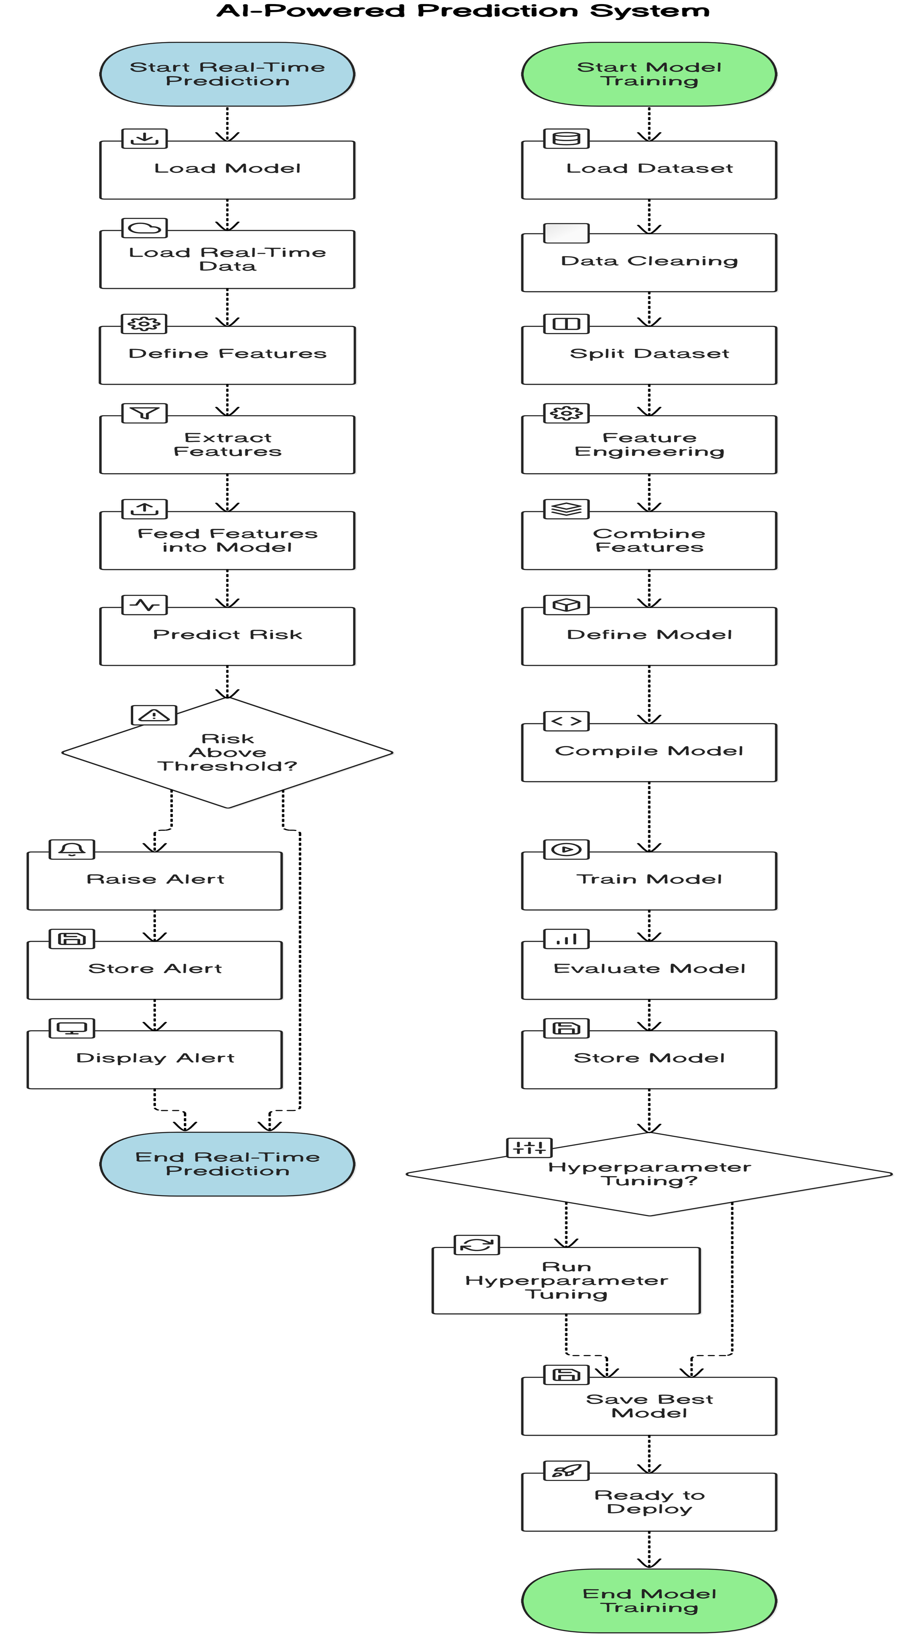 AI-Powered Prediction System
Start Real-Time
Prediction
Load Model
Load Real-Time
Data
Define Features
Extract
Features
Feed Features
into Model
Predict Risk
Risk
Above
Threshold?
Raise Alert
Store Alert
Display Alert
End Real-Time
Prediction
Start Model
Training
Load Dataset
Data Cleaning
Split Dataset
Feature
Engineering
Combine
Features
Define Model
Compile Model
Train Model
Evaluate Model
Store Model
Hyperparameter
Tuning?
Run
Hyperparameter
Tuning
Save Best
Model
Ready to
Deploy
End Model
Training